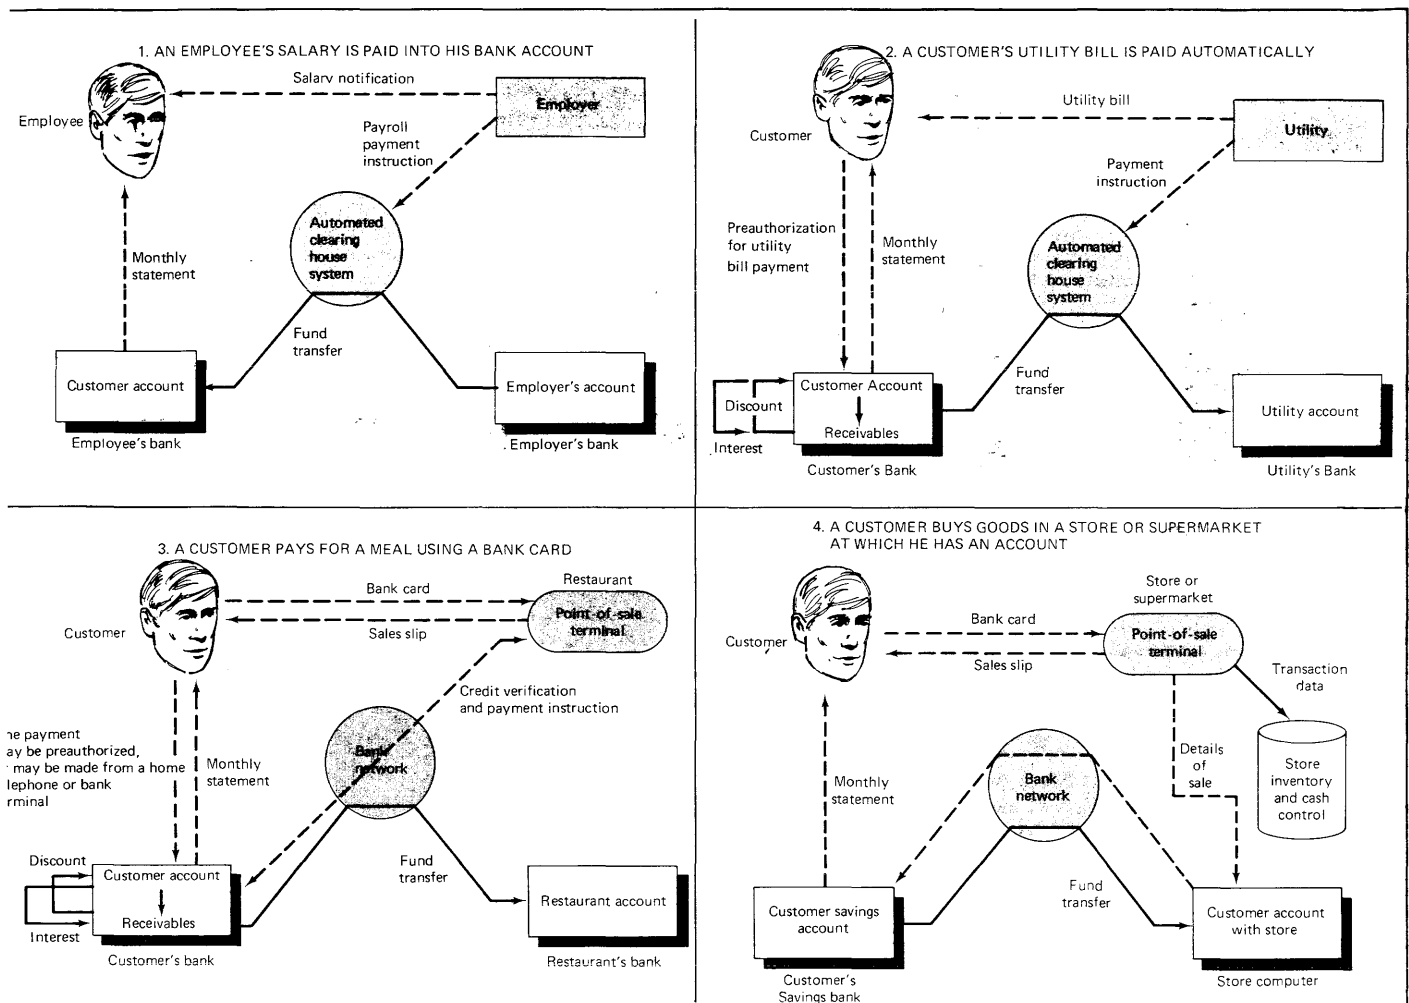 1. AN EMPLOYEE'S SALARY IS PAID INTO HIS BANK ACCOUNT
Salary notification
Employer
Employee
Payroll
payment
instruction
Automated
clearing
house
system
Monthly
statement
Fund
transfer
Customer account
Employee's bank
Employer's account
Employer's bank
2. A CUSTOMER'S UTILITY BILL IS PAID AUTOMATICALLY
Utility bill
Utility
Customer
Payment
instruction
Preauthorization
for utility
bill payment
Monthly
statement
Automated
clearing
house
system
Fund
transfer
Customer Account
Discount
Receivables
Interest
Customer's Bank
Utility account
Utility's Bank
3. A CUSTOMER PAYS FOR A MEAL USING A BANK CARD
Restaurant
Bank card
Point-of-sale
terminal
Customer
Sales slip
Credit verification
and payment instruction
payment
be preauthorized,
may be made from a home
or bank
Monthly
statement
Bank
network
Discount
Customer account
Receivables
Interest
Customer's bank
Fund
transfer
Restaurant account
Restaurant's bank
4. A CUSTOMER BUYS GOODS IN A STORE OR SUPERMARKET
AT WHICH HE HAS AN ACCOUNT
Store or
supermarket
Bank card
Point-of-sale
terminal
Customer
Sales slip
Transaction
data
Details
of
sale
Store
inventory
and cash
control
Monthly
statement
Bank
network
Fund
transfer
Customer savings
account
Customer's
Savings bank
Customer account
with store
Store computer